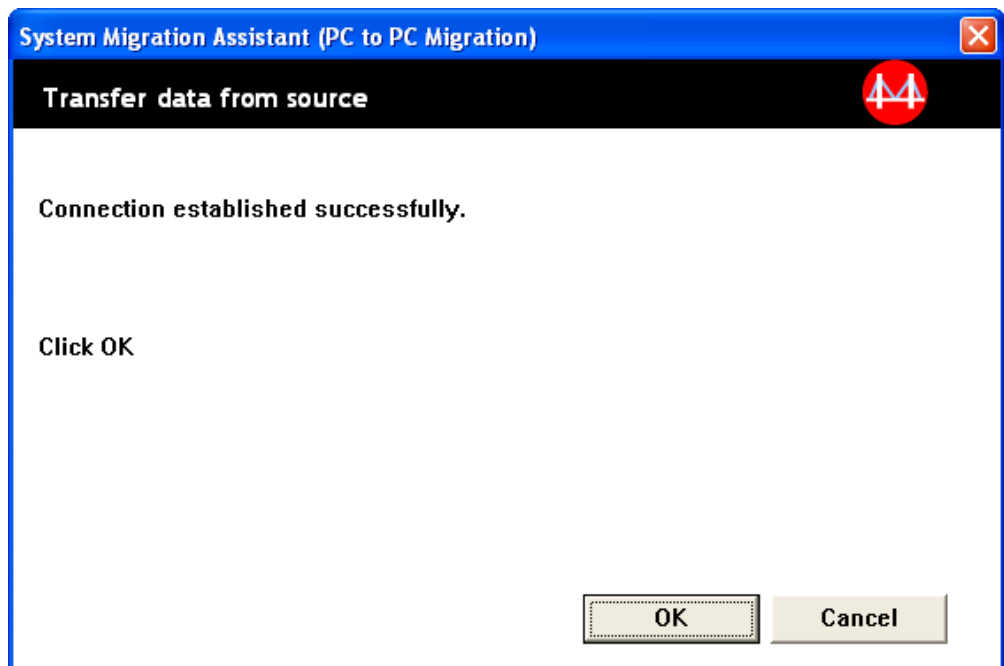 System Migration Assistant (PC to PC Migration)
Transfer data from source
Connection established successfully.
Click OK
OK
Cancel